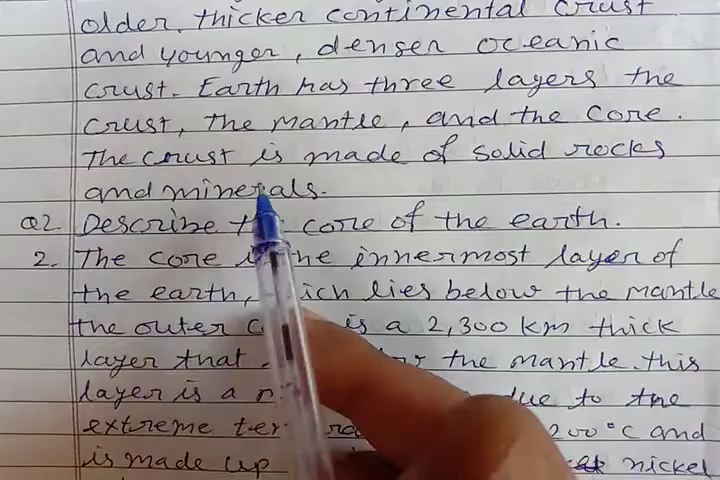 older, thicker continental crust
and younger, denser oceanic
crust. Earth has three layers the
crust, the mantle, and the core.
The crust is made of solid rocks
and minerals.
Q2. Describe the core of the earth.
2. The core is the innermost layer of
the earth, which lies below the mantle
the outer is a 2,300 km thick
layer that the mantle. this
layer is a due to the
extreme 200°C and
is made up nickel